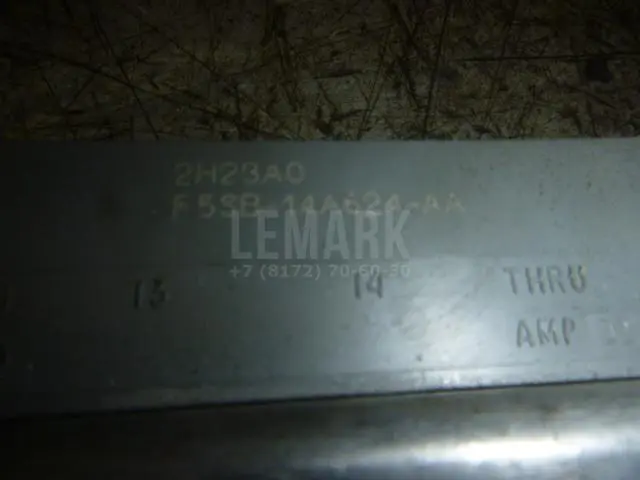 2H23A0
F5SB-14A624-AA
LEMARK
+7 (8172) 70-60-50
13 14 THRU
AMP